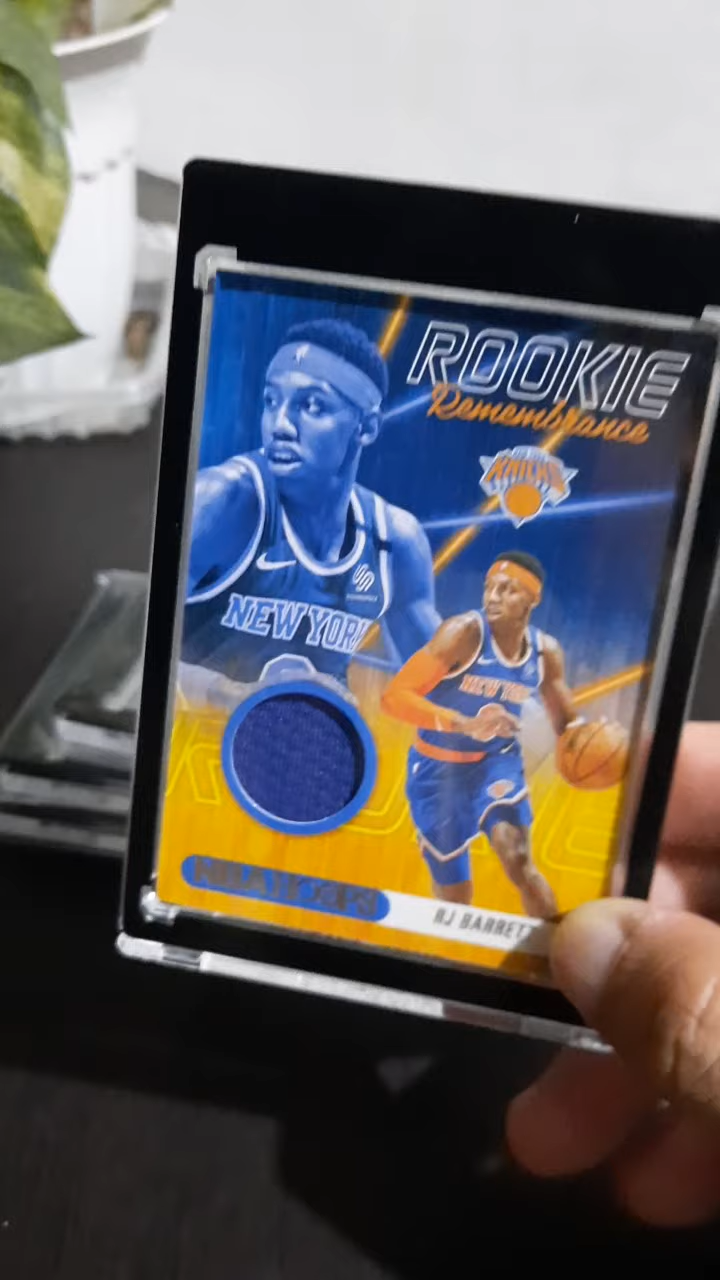 ROOKIE
Remembrance
KNICKS
NEW YORK
NEW YORK
NBA HOOPS
RJ BARRETT